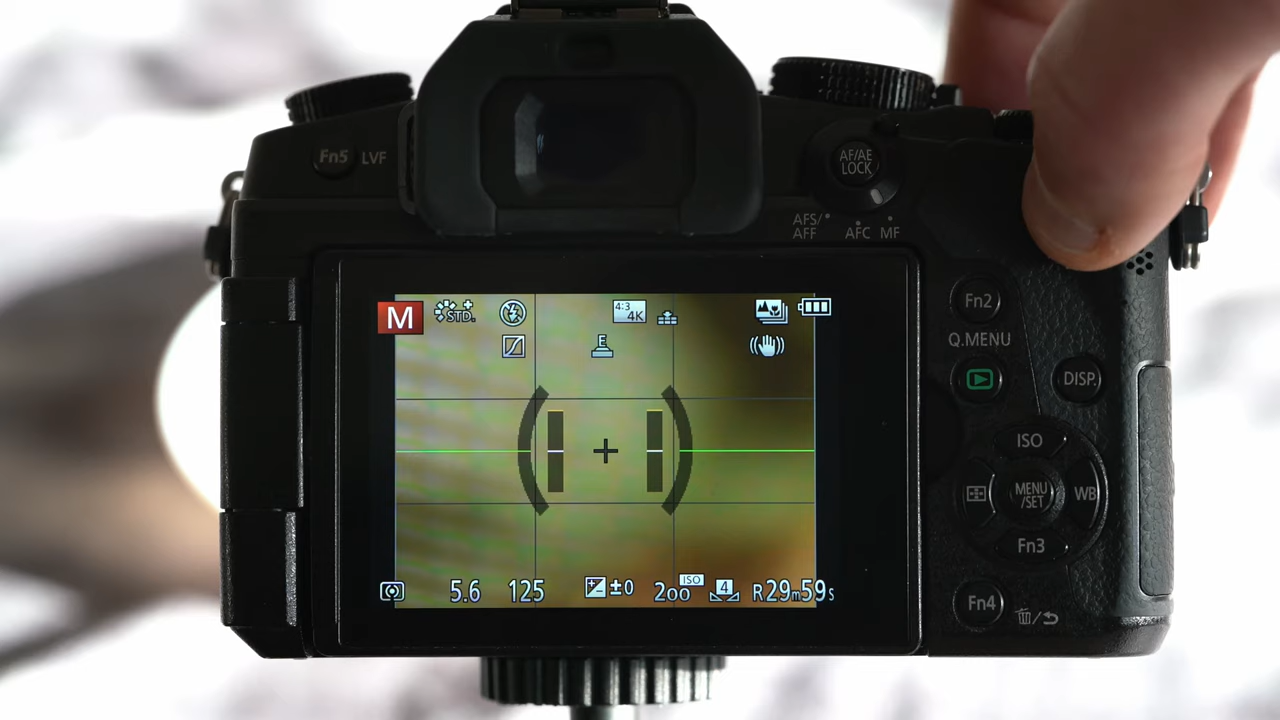 Fn5 LVF
AF/AE
LOCK
AFS/
AFF AFC MF
M STD. 4:3
4K
E
Fn2
Q.MENU
DISP.
ISO
MENU
/SET
WB
Fn3
5.6 125 ±0 200 ISO 4 R29m59s
Fn4